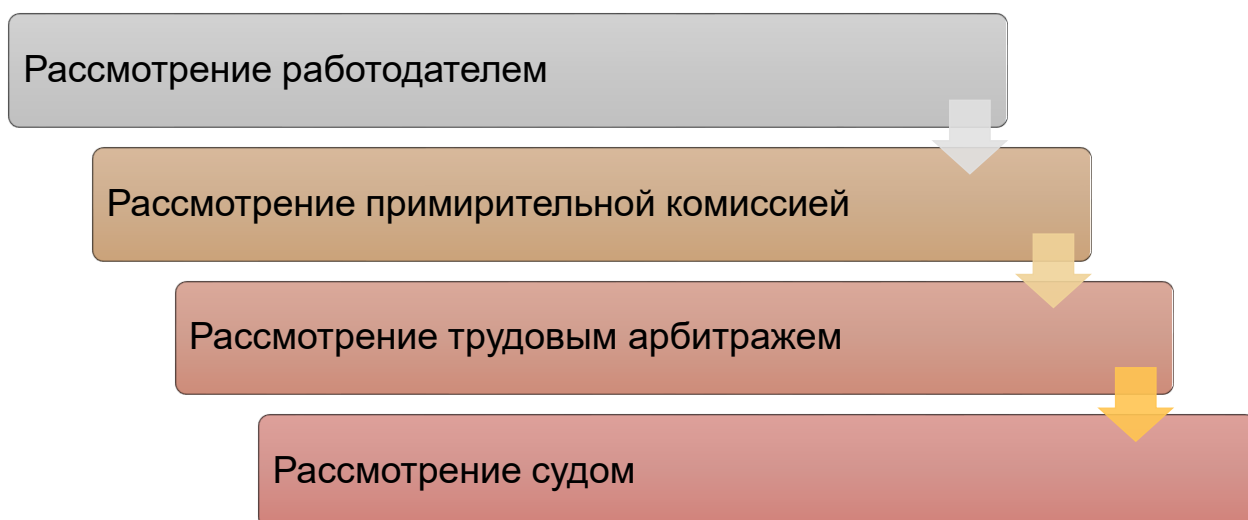 Рассмотрение работодателем
Рассмотрение примирительной комиссией
Рассмотрение трудовым арбитражем
Рассмотрение судом